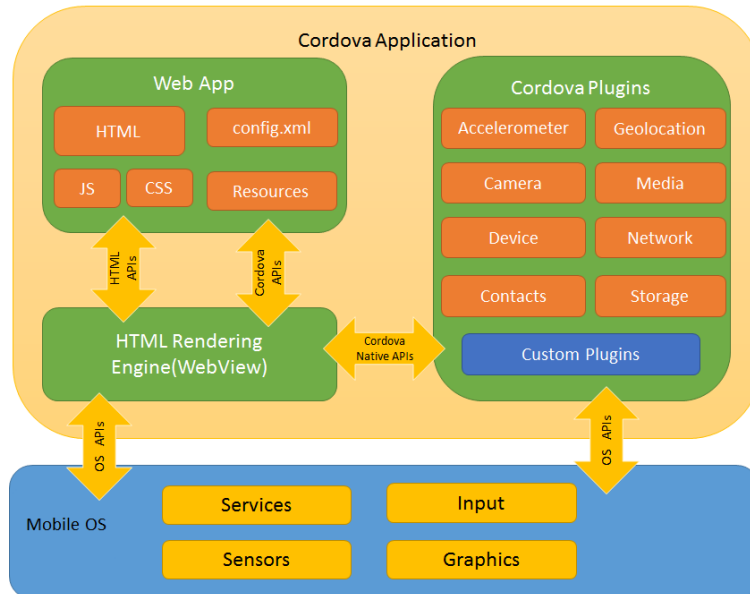 Cordova Application
Web App
HTML
config.xml
JS
CSS
Resources
HTML
APIs
Cordova
APIs
HTML Rendering
Engine(WebView)
Cordova
Native APIs
Cordova Plugins
Accelerometer
Geolocation
Camera
Media
Device
Network
Contacts
Storage
Custom Plugins
OS APIs
OS APIs
Mobile OS
Services
Input
Sensors
Graphics